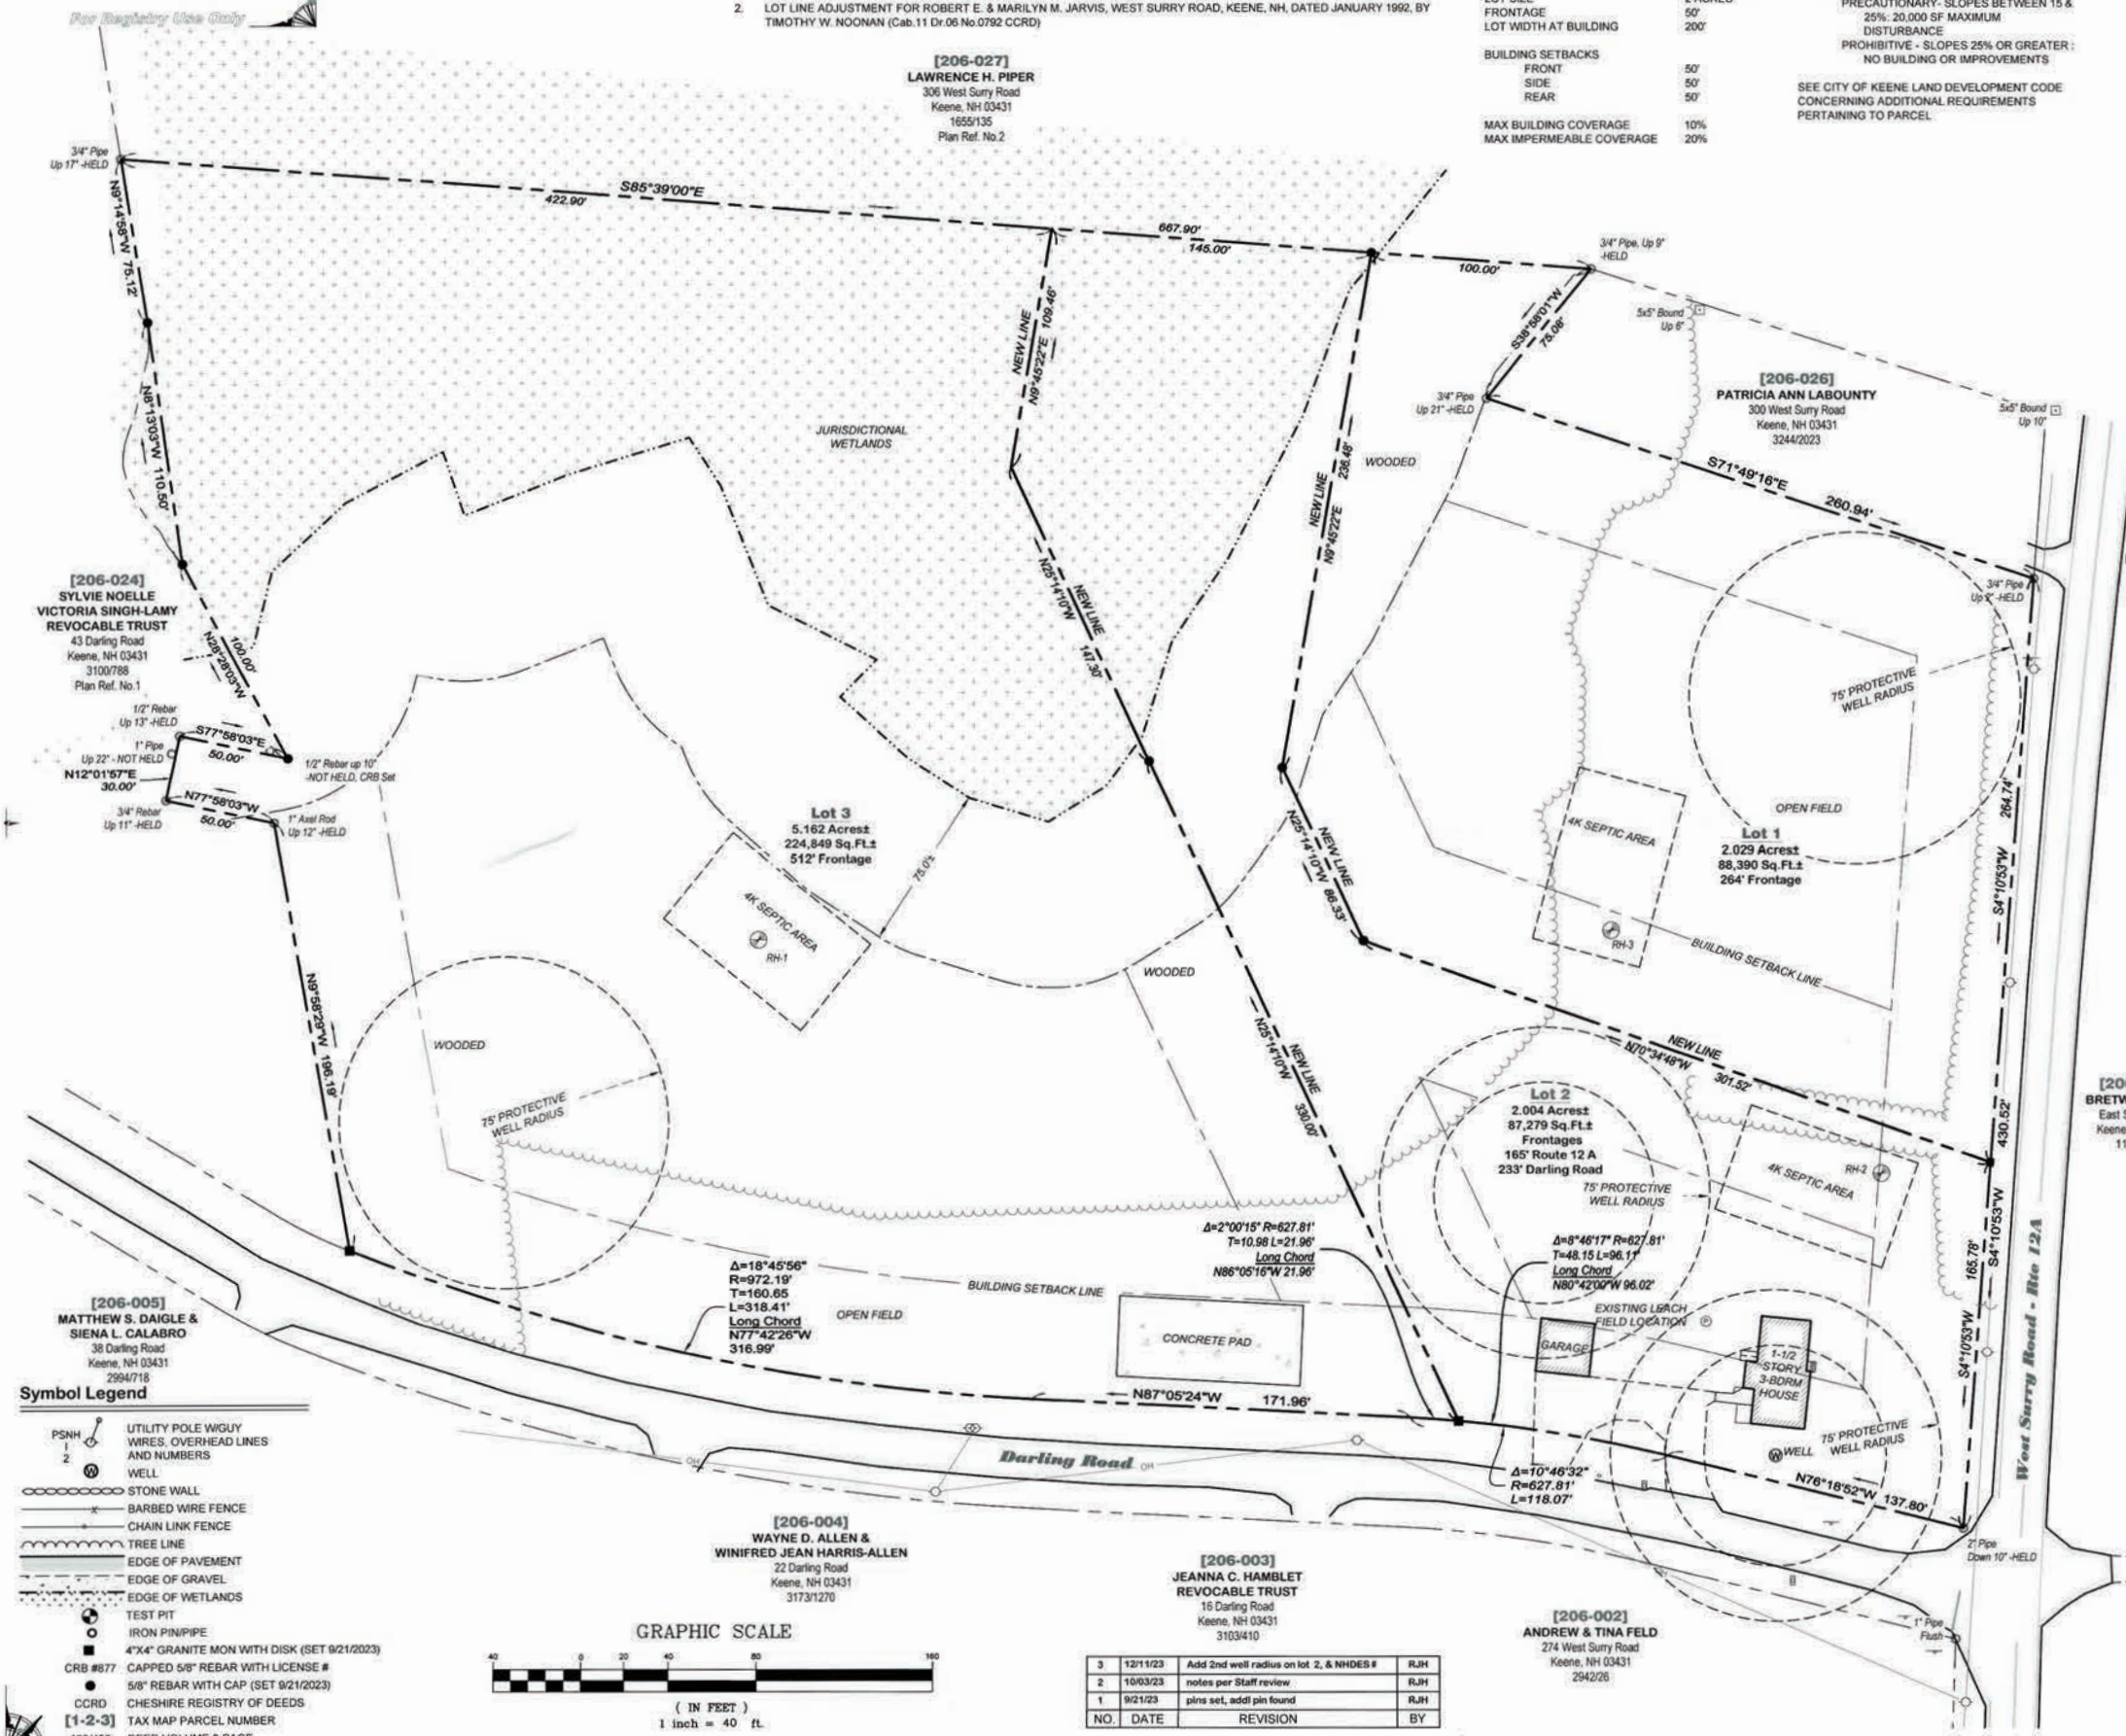 For Registry Use Only
2. LOT LINE ADJUSTMENT FOR ROBERT E. & MARILYN M. JARVIS, WEST SURRY ROAD, KEENE, NH, DATED JANUARY 1992, BY
TIMOTHY W. NOONAN (Cab.11 Dr.06 No.0792 CCRD)
FRONTAGE 50'
LOT WIDTH AT BUILDING 200'
BUILDING SETBACKS
FRONT 50'
SIDE 50'
REAR 50'
MAX BUILDING COVERAGE 10%
MAX IMPERMEABLE COVERAGE 20%
PRECAUTIONARY- SLOPES BETWEEN 15 &
25%: 20,000 SF MAXIMUM
DISTURBANCE
PROHIBITIVE - SLOPES 25% OR GREATER :
NO BUILDING OR IMPROVEMENTS
SEE CITY OF KEENE LAND DEVELOPMENT CODE
CONCERNING ADDITIONAL REQUIREMENTS
PERTAINING TO PARCEL
[206-027]
LAWRENCE H. PIPER
306 West Surry Road
Keene, NH 03431
1655/135
Plan Ref. No.2
3/4" Pipe
Up 17" -HELD
S85°39'00"E
422.90'
667.90'
145.00'
100.00'
3/4" Pipe, Up 9"
-HELD
N9°14'58"W 75.12'
NEW LINE
N9°45'22"E 109.46'
S38°58'01"W
75.08'
5x5" Bound
Up 6"
3/4" Pipe
Up 21" -HELD
[206-026]
PATRICIA ANN LABOUNTY
300 West Surry Road
Keene, NH 03431
3244/2023
5x5" Bound
Up 10"
JURISDICTIONAL
WETLANDS
N8°13'03"W 110.50'
NEW LINE
N9°45'22"E
236.48'
WOODED
S71°49'16"E
260.94'
3/4" Pipe
Up 2" -HELD
[206-024]
SYLVIE NOELLE
VICTORIA SINGH-LAMY
REVOCABLE TRUST
43 Darling Road
Keene, NH 03431
3100/788
Plan Ref. No.1
N28°28'03"W
100.00'
NEW LINE
N25°14'10"W
147.30'
75' PROTECTIVE
WELL RADIUS
1/2" Rebar
Up 13" -HELD
S77°58'03"E
50.00'
1" Pipe
Up 22" - NOT HELD
N12°01'57"E
30.00'
1/2" Rebar up 10"
-NOT HELD, CRB Set
N77°58'03"W
50.00'
3/4" Rebar
Up 11" -HELD
1" Axel Rod
Up 12" -HELD
Lot 3
5.162 Acres±
224,849 Sq.Ft.±
512' Frontage
75.0'±
4K SEPTIC AREA
RH-1
NEW LINE
N25°14'10"W 86.33'
4K SEPTIC AREA
RH-3
OPEN FIELD
Lot 1
2.029 Acres±
88,390 Sq.Ft.±
264' Frontage
264.74'
S4°10'53"W
BUILDING SETBACK LINE
WOODED
N9°58'29"W 196.19'
WOODED
75' PROTECTIVE
WELL RADIUS
NEW LINE
N25°14'10"W
330.00'
NEW LINE
N70°34'48"W
301.52'
Lot 2
2.004 Acres±
87,279 Sq.Ft.±
Frontages
165' Route 12 A
233' Darling Road
75' PROTECTIVE
WELL RADIUS
4K SEPTIC AREA
RH-2
430.52'
S4°10'53"W
165.78'
S4°10'53"W
West Surry Road - Rte 12A
Keene
Δ=2°00'15" R=627.81'
T=10.98 L=21.96'
Long Chord
N86°05'16"W 21.96'
Δ=8°46'17" R=627.81'
T=48.15 L=96.11'
Long Chord
N80°42'00"W 96.02'
Δ=18°45'56"
R=972.19'
T=160.65
L=318.41'
Long Chord
N77°42'26"W
316.99'
OPEN FIELD
BUILDING SETBACK LINE
CONCRETE PAD
EXISTING LEACH
FIELD LOCATION
GARAGE
1-1/2
STORY
3-BDRM
HOUSE
WELL
75' PROTECTIVE
WELL RADIUS
N87°05'24"W 171.96'
Darling Road
OH
OH
Δ=10°46'32"
R=627.81'
L=118.07'
N76°18'52"W 137.80'
2" Pipe
Down 10" -HELD
1" Pipe
Flush
[206-005]
MATTHEW S. DAIGLE &
SIENA L. CALABRO
38 Darling Road
Keene, NH 03431
2994/718
Symbol Legend
PSNH
2
UTILITY POLE W/GUY
WIRES, OVERHEAD LINES
AND NUMBERS
W WELL
STONE WALL
BARBED WIRE FENCE
CHAIN LINK FENCE
TREE LINE
EDGE OF PAVEMENT
EDGE OF GRAVEL
EDGE OF WETLANDS
TEST PIT
IRON PIN/PIPE
4"X4" GRANITE MON WITH DISK (SET 9/21/2023)
CRB #877 CAPPED 5/8" REBAR WITH LICENSE #
5/8" REBAR WITH CAP (SET 9/21/2023)
CCRD CHESHIRE REGISTRY OF DEEDS
[1-2-3] TAX MAP PARCEL NUMBER
[206-004]
WAYNE D. ALLEN &
WINIFRED JEAN HARRIS-ALLEN
22 Darling Road
Keene, NH 03431
3173/1270
[206-003]
JEANNA C. HAMBLET
REVOCABLE TRUST
16 Darling Road
Keene, NH 03431
3103/410
[206-002]
ANDREW & TINA FELD
274 West Surry Road
Keene, NH 03431
2942/26
GRAPHIC SCALE
40 0 20 40 80 160
( IN FEET )
1 inch = 40 ft.
3 12/11/23 Add 2nd well radius on lot 2, & NHDES # RJH
2 10/03/23 notes per Staff review RJH
1 9/21/23 pins set, addl pin found RJH
NO. DATE REVISION BY